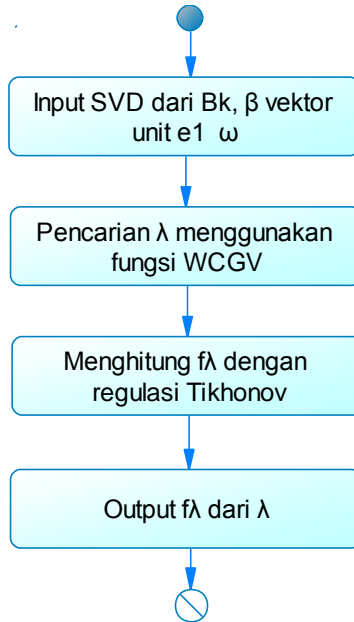 Input SVD dari Bk, β vektor
unit e1 ω
Pencarian λ menggunakan
fungsi WCGV
Menghitung fλ dengan
regulasi Tikhonov
Output fλ dari λ